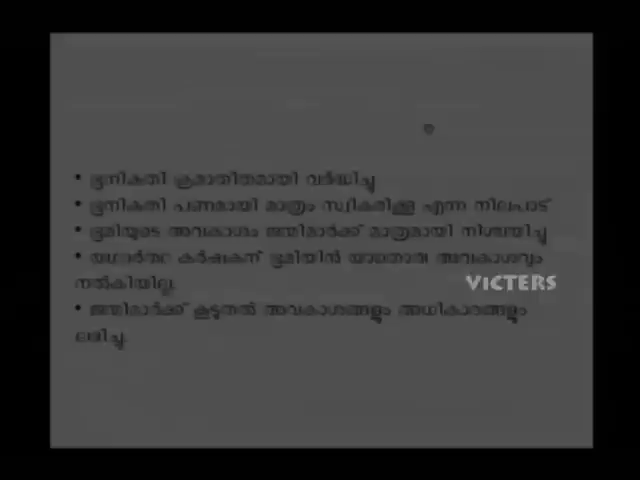 • ഭൂനികുതി ക്രമാതീതമായി വർദ്ധിച്ചു
• ഭൂനികുതി പണമായി മാത്രം സ്വീകരിക്കൂ എന്ന നിലപാട്
• ഭൂമിയുടെ അവകാശം ജന്മിമാർക്ക് മാത്രമായി നിശ്ചയിച്ചു
• യഥാർത്ഥ കർഷകന് ഭൂമിയിൻ യാതൊരു അവകാശവും
നൽകിയില്ല.
VICTERS
• ജന്മിമാർക്ക് കൂടുതൽ അവകാശങ്ങളും അധികാരങ്ങളും
ലഭിച്ചു.